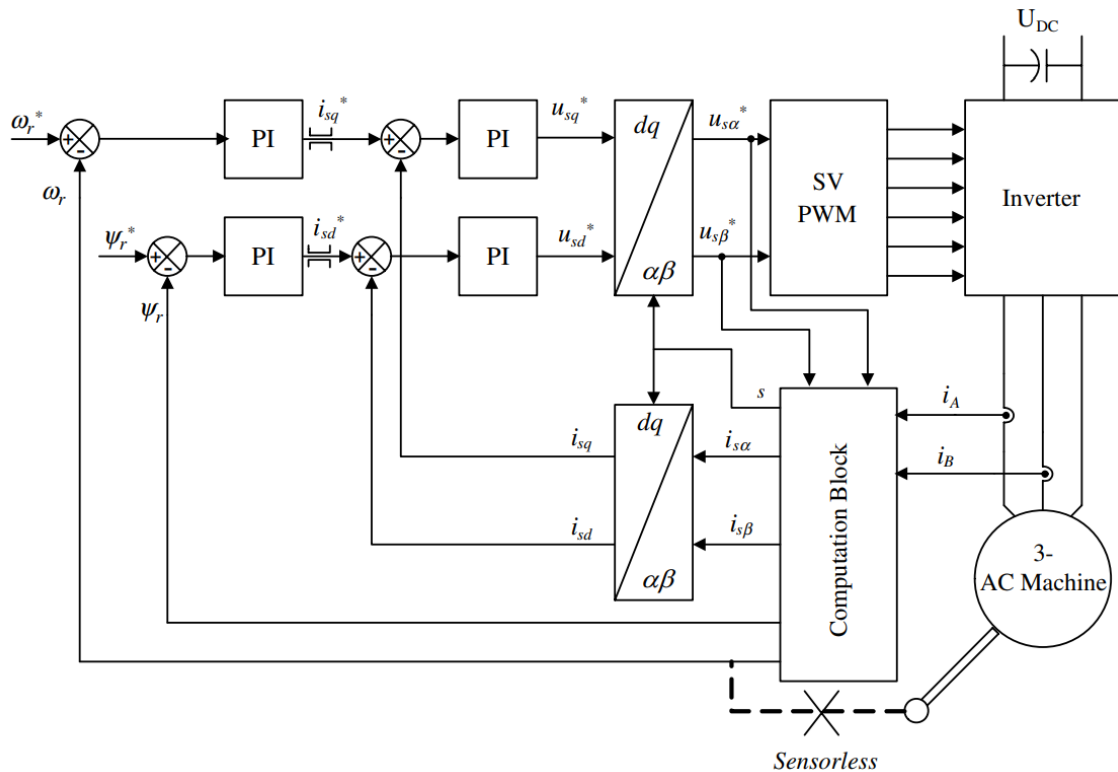 U_DC
i_sq^*
u_sq^*
u_sα^*
ω_r^*
+
-
PI
+
-
PI
dq
SV
PWM
Inverter
ω_r
ψ_r^*
i_sd^*
u_sd^*
u_sβ^*
+
-
PI
+
-
PI
αβ
ψ_r
s
i_A
dq
i_sq
i_sα
i_B
Computation Block
i_sd
i_sβ
αβ
3-
AC Machine
Sensorless